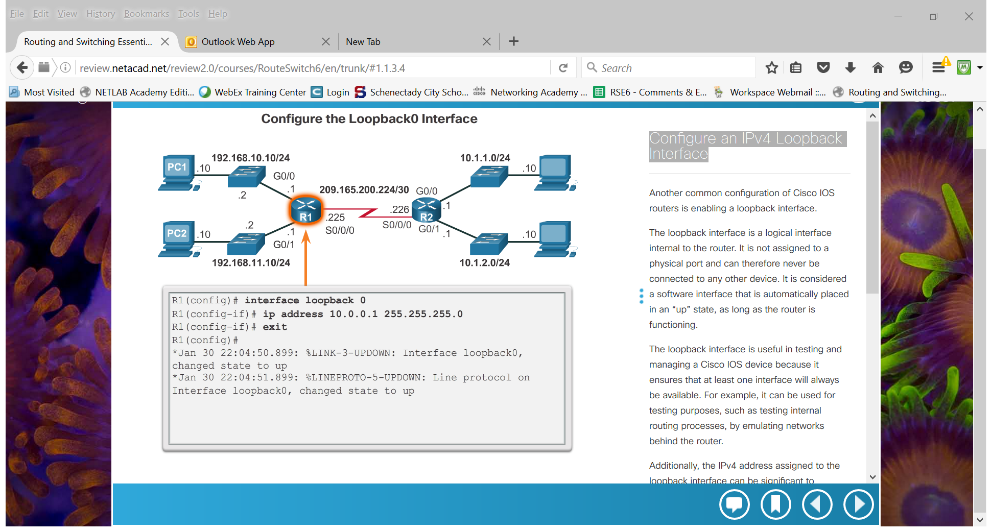 File Edit View History Bookmarks Tools Help
Routing and Switching Essenti...
Outlook Web App
New Tab
review.netacad.net/review2.0/courses/RouteSwitch6/en/trunk/#1.1.3.4
Search
Most Visited
NETLAB Academy Editi...
WebEx Training Center
Login
Schenectady City Scho...
Networking Academy ...
RSE6 - Comments & E...
Workspace Webmail ::...
Routing and Switching...
Configure the Loopback0 Interface
192.168.10.10/24
10.1.1.0/24
PC1
.10
G0/0
.10
.2
.1
209.165.200.224/30
G0/0
.1
R1
.225
.226
R2
S0/0/0
S0/0/0
G0/1
.1
PC2
.10
.2
.1
G0/1
.10
192.168.11.10/24
10.1.2.0/24
R1(config)# interface loopback 0
R1(config-if)# ip address 10.0.0.1 255.255.255.0
R1(config-if)# exit
R1(config)#
*Jan 30 22:04:50.899: %LINK-3-UPDOWN: Interface loopback0,
changed state to up
*Jan 30 22:04:51.899: %LINEPROTO-5-UPDOWN: Line protocol on
Interface loopback0, changed state to up
Configure an IPv4 Loopback
Interface
Another common configuration of Cisco IOS
routers is enabling a loopback interface.
The loopback interface is a logical interface
internal to the router. It is not assigned to a
physical port and can therefore never be
connected to any other device. It is considered
a software interface that is automatically placed
in an "up" state, as long as the router is
functioning.
The loopback interface is useful in testing and
managing a Cisco IOS device because it
ensures that at least one interface will always
be available. For example, it can be used for
testing purposes, such as testing internal
routing processes, by emulating networks
behind the router.
Additionally, the IPv4 address assigned to the
loopback interface can be significant to